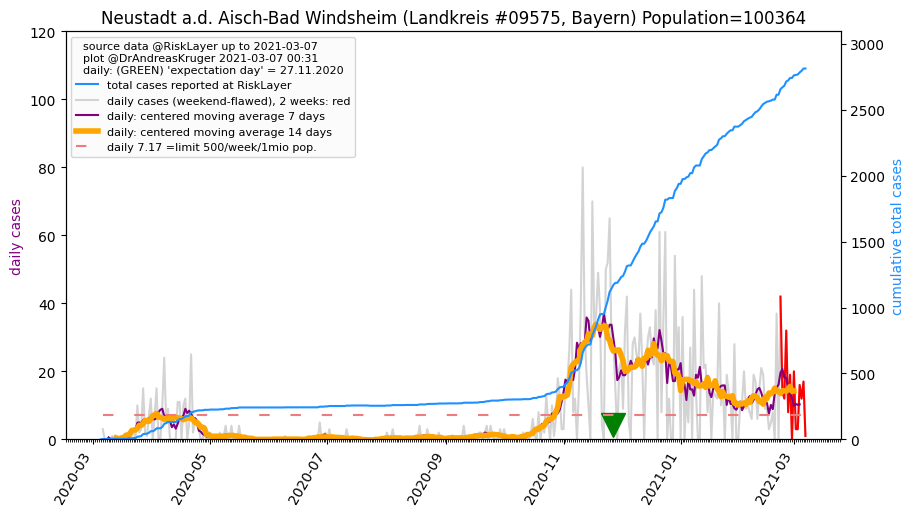 Neustadt a.d. Aisch-Bad Windsheim (Landkreis #09575, Bayern) Population=100364
source data @RiskLayer up to 2021-03-07
plot @DrAndreasKruger 2021-03-07 00:31
daily: (GREEN) 'expectation day' = 27.11.2020
total cases reported at RiskLayer
daily cases (weekend-flawed), 2 weeks: red
daily: centered moving average 7 days
daily: centered moving average 14 days
daily 7.17 =limit 500/week/1mio pop.
daily cases
120
100
80
60
40
20
0
cumulative total cases
3000
2500
2000
1500
1000
500
0
2020-03
2020-05
2020-07
2020-09
2020-11
2021-01
2021-03